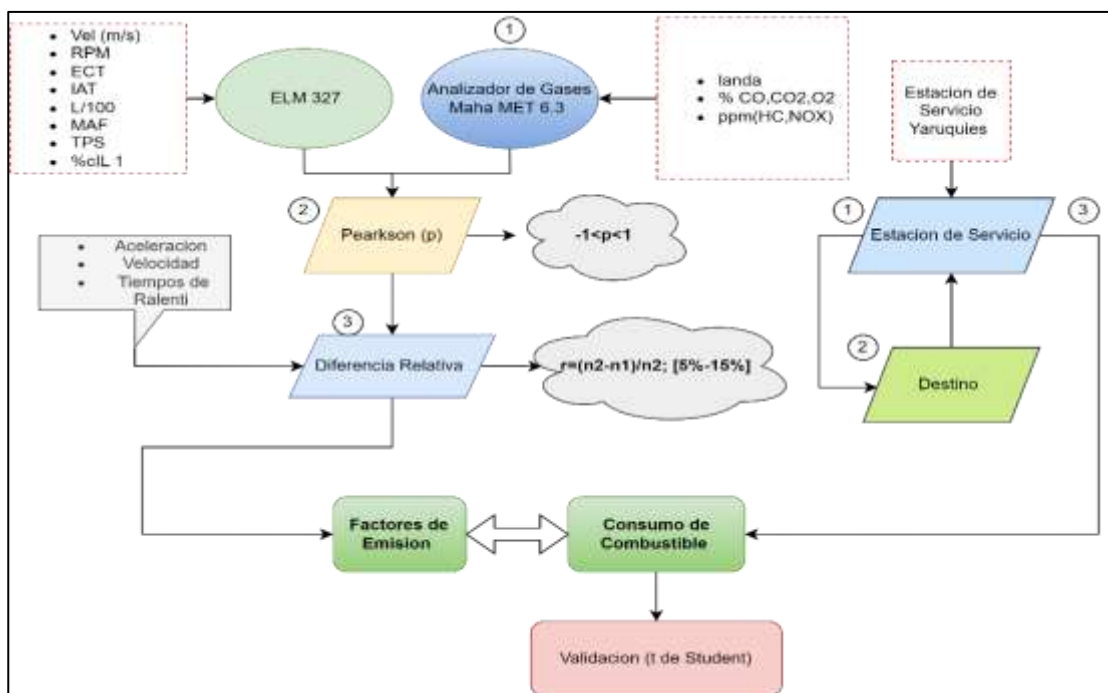 • Vel (m/s)
• RPM
• ECT
• IAT
• L/100
• MAF
• TPS
• %cIL 1
ELM 327
1
Analizador de Gases
Maha MET 6.3
• landa
• % CO,CO2,O2
• ppm(HC,NOX)
Estacion de
Servicio
Yaruquies
2
Pearkson (p)
-1<p<1
1
Estacion de Servicio
3
• Aceleracion
• Velocidad
• Tiempos de
Ralenti
3
Diferencia Relativa
r=(n2-n1)/n2; [5%-15%]
2
Destino
Factores de
Emision
Consumo de
Combustible
Validacion (t de Student)